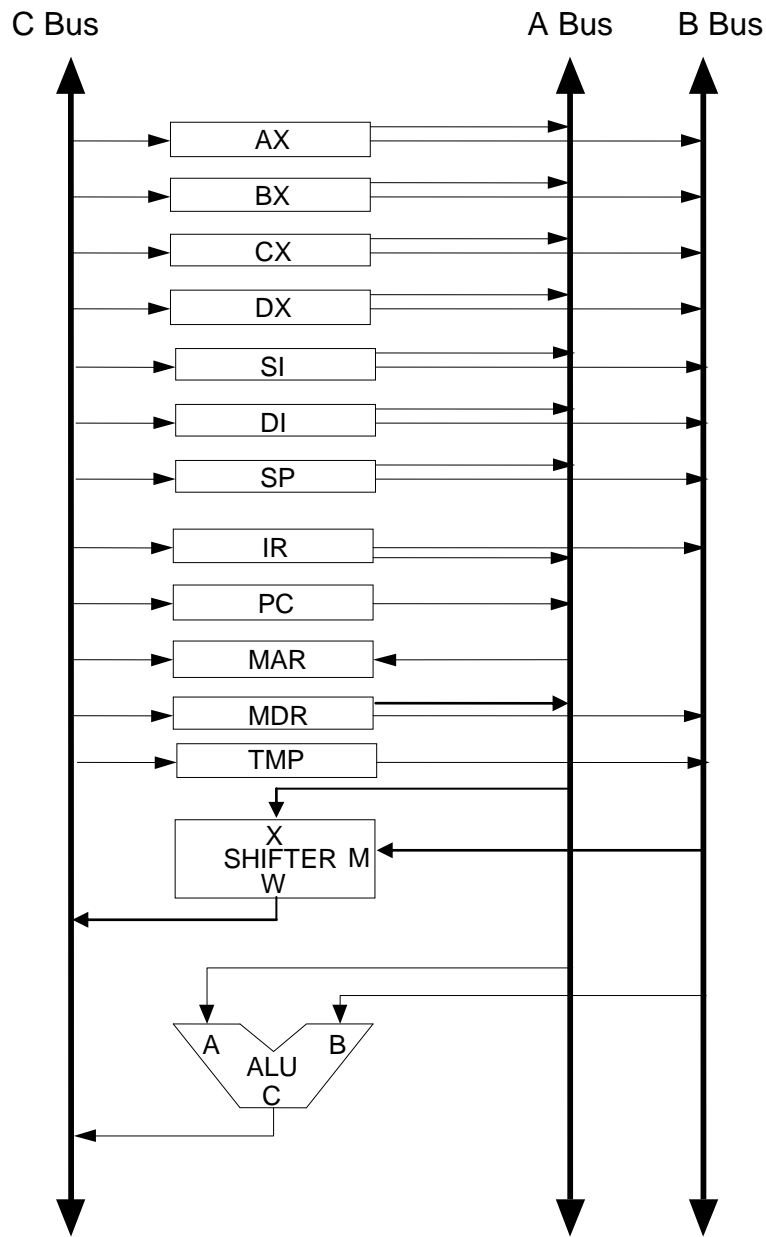 C Bus A Bus B Bus
AX
BX
CX
DX
SI
DI
SP
IR
PC
MAR
MDR
TMP
X
SHIFTER M
W
A B
ALU
C